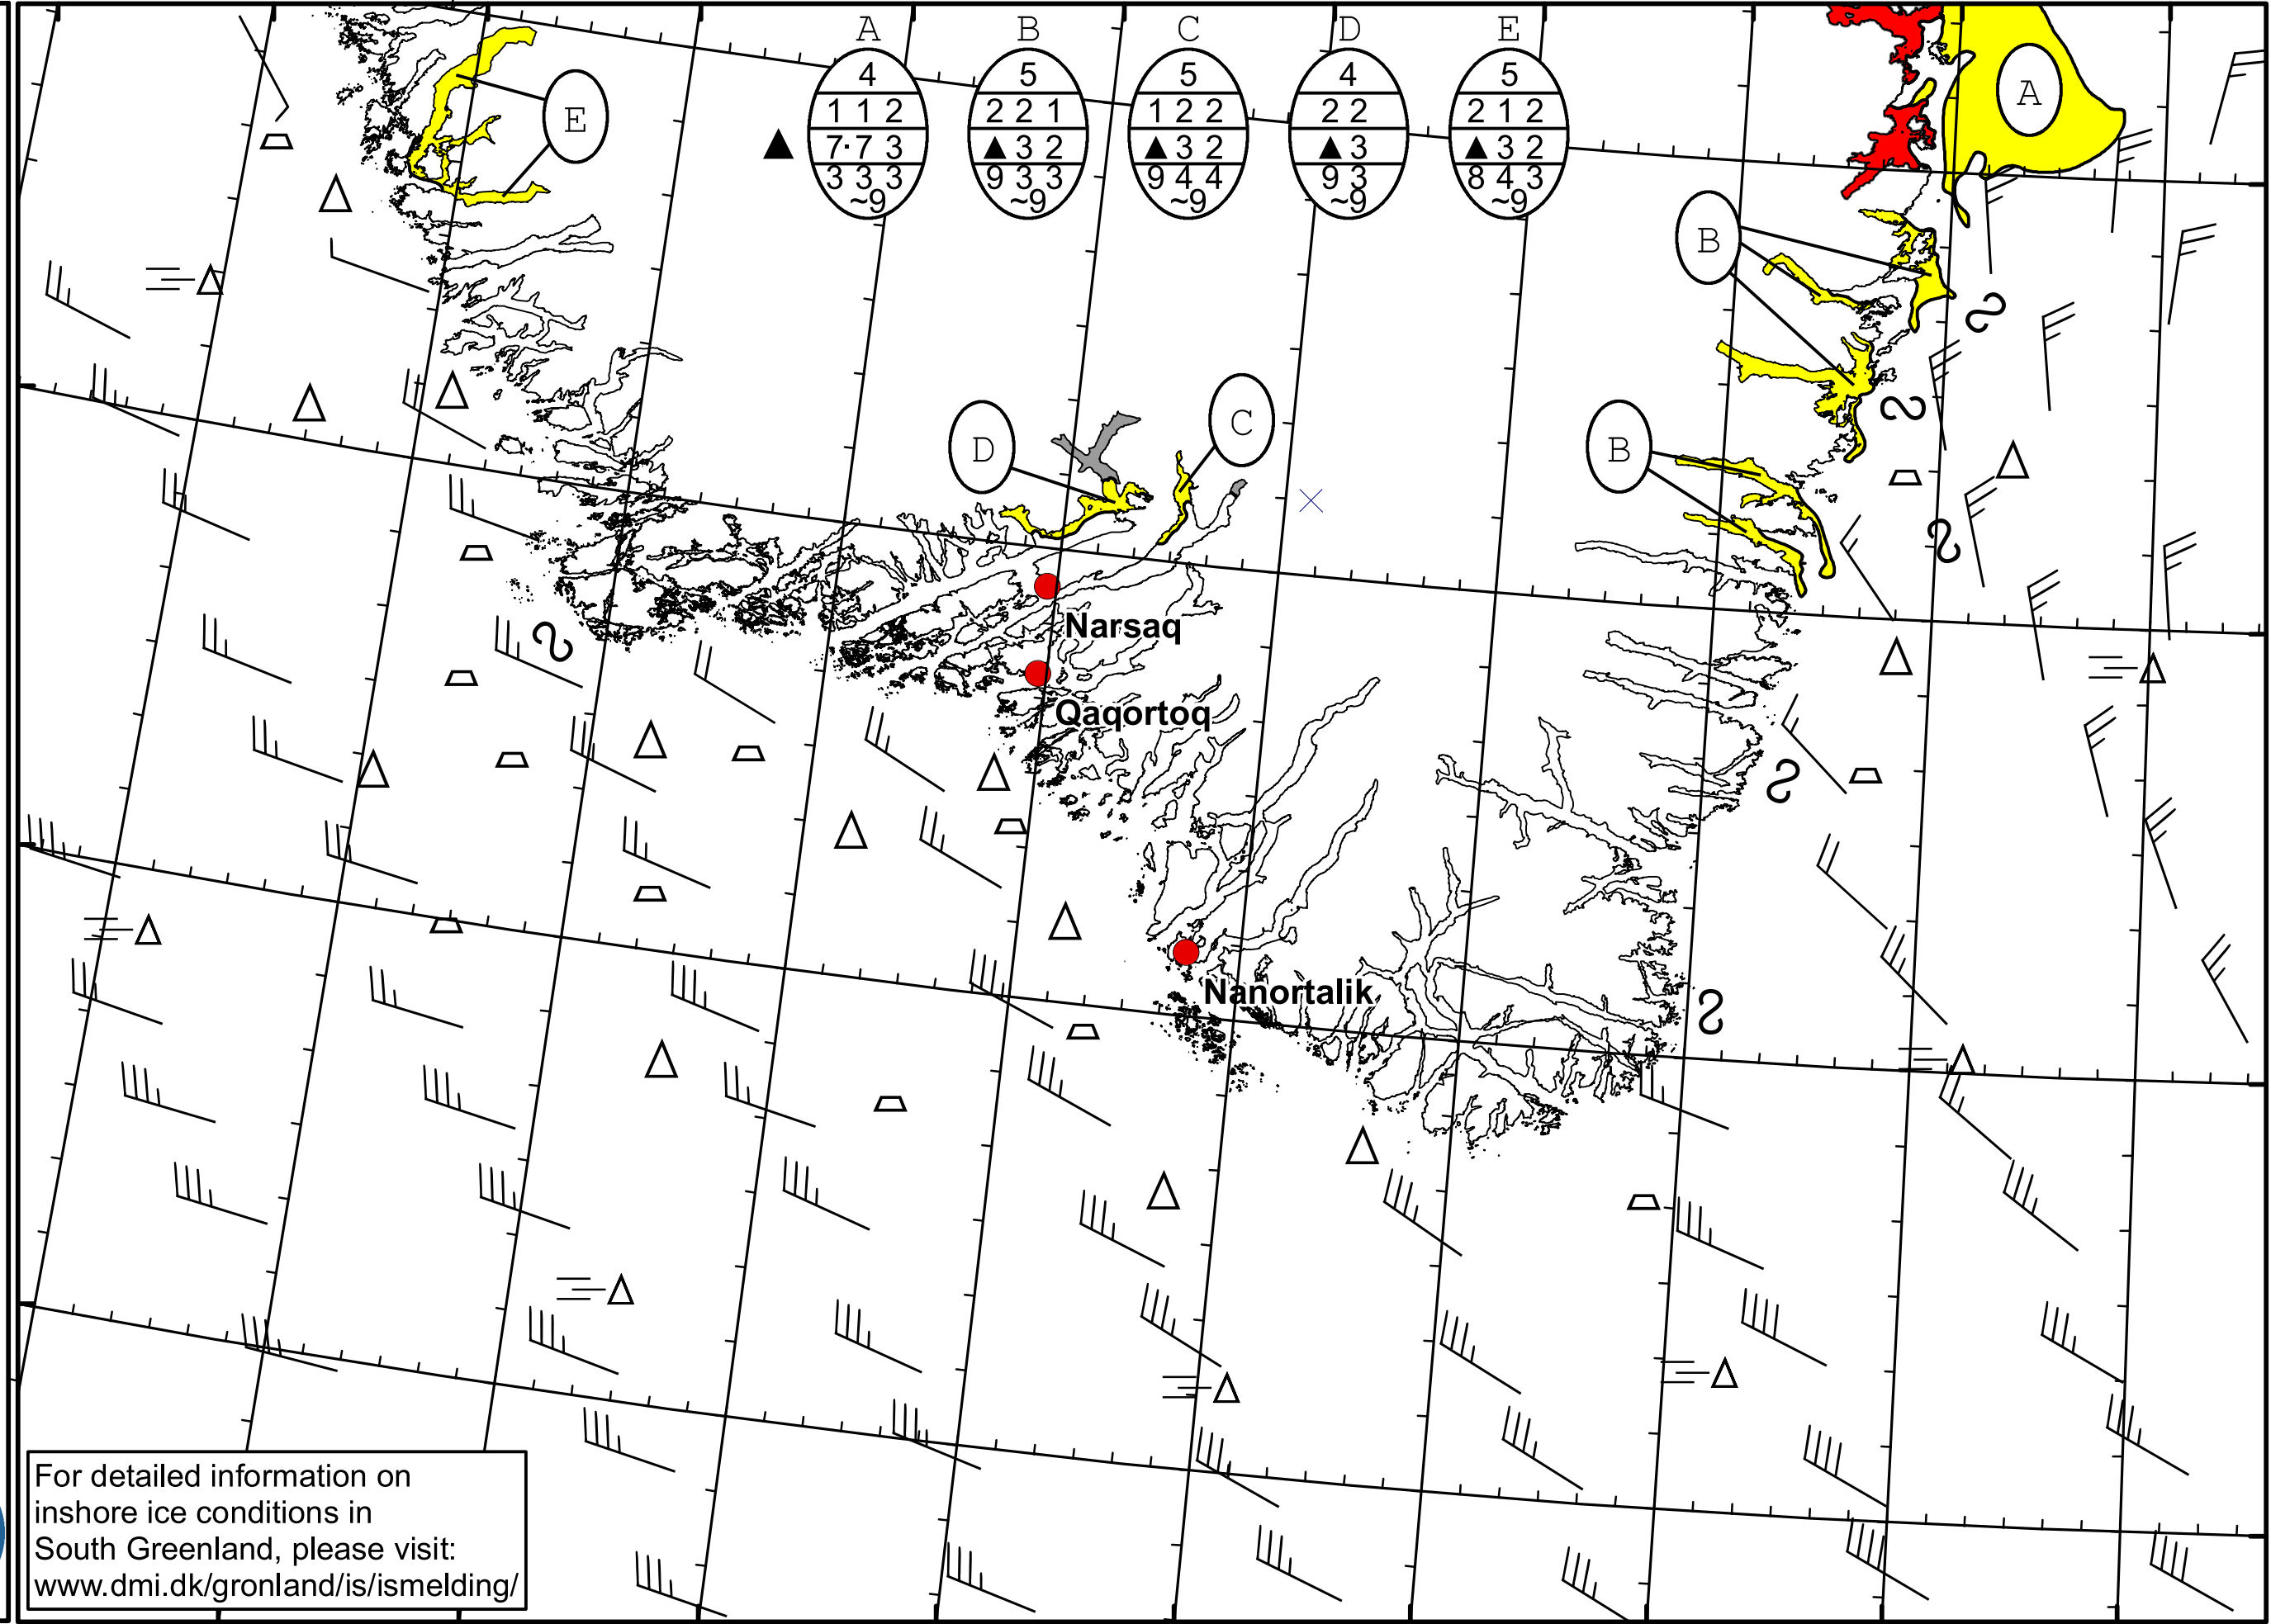 A B C D E
4 5 5 4 5
1 1 2 2 2 1 1 2 2 2 2 2 1 2
▲ 7·7 3 ▲ 3 2 ▲ 3 2 ▲ 3 ▲ 3 2
3 3 3 9 3 3 9 4 4 9 3 8 4 3
~9 ~9 ~9 ~9 ~9
A
E
B
C
D
B
Narsaq
Qaqortoq
Nanortalik
For detailed information on
inshore ice conditions in
South Greenland, please visit:
www.dmi.dk/gronland/is/ismelding/